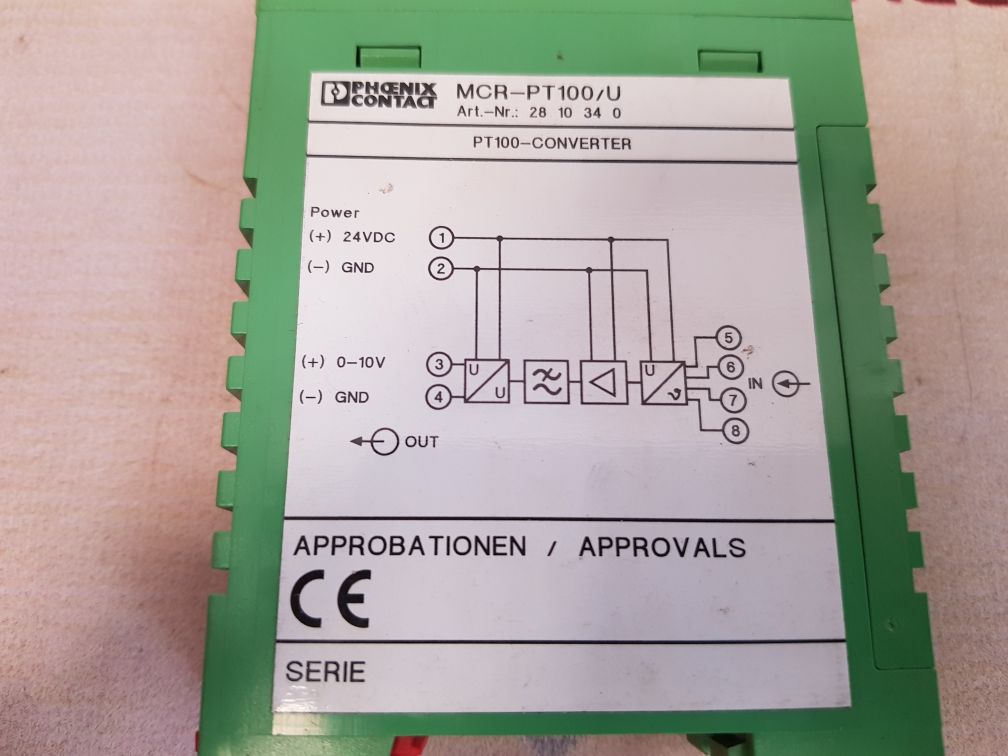 PHŒNIX
CONTACT
MCR-PT100/U
Art.-Nr.: 28 10 34 0
PT100-CONVERTER
Power
(+) 24VDC 1
(-) GND 2
(+) 0-10V 3
(-) GND 4
U
U
U
ϑ
5
6
7
8
IN
OUT
APPROBATIONEN / APPROVALS
CE
SERIE